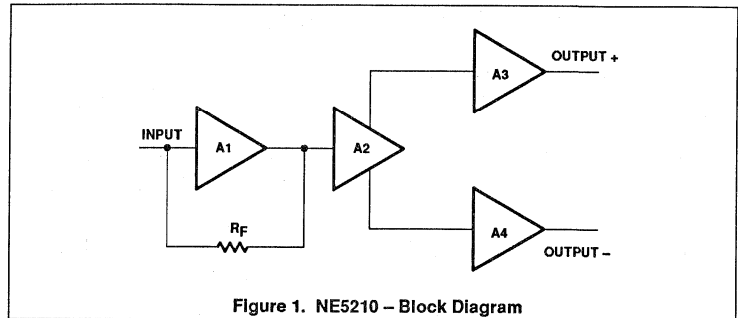 OUTPUT +
A3
INPUT
A1
A2
RF
A4
OUTPUT –
Figure 1. NE5210 – Block Diagram